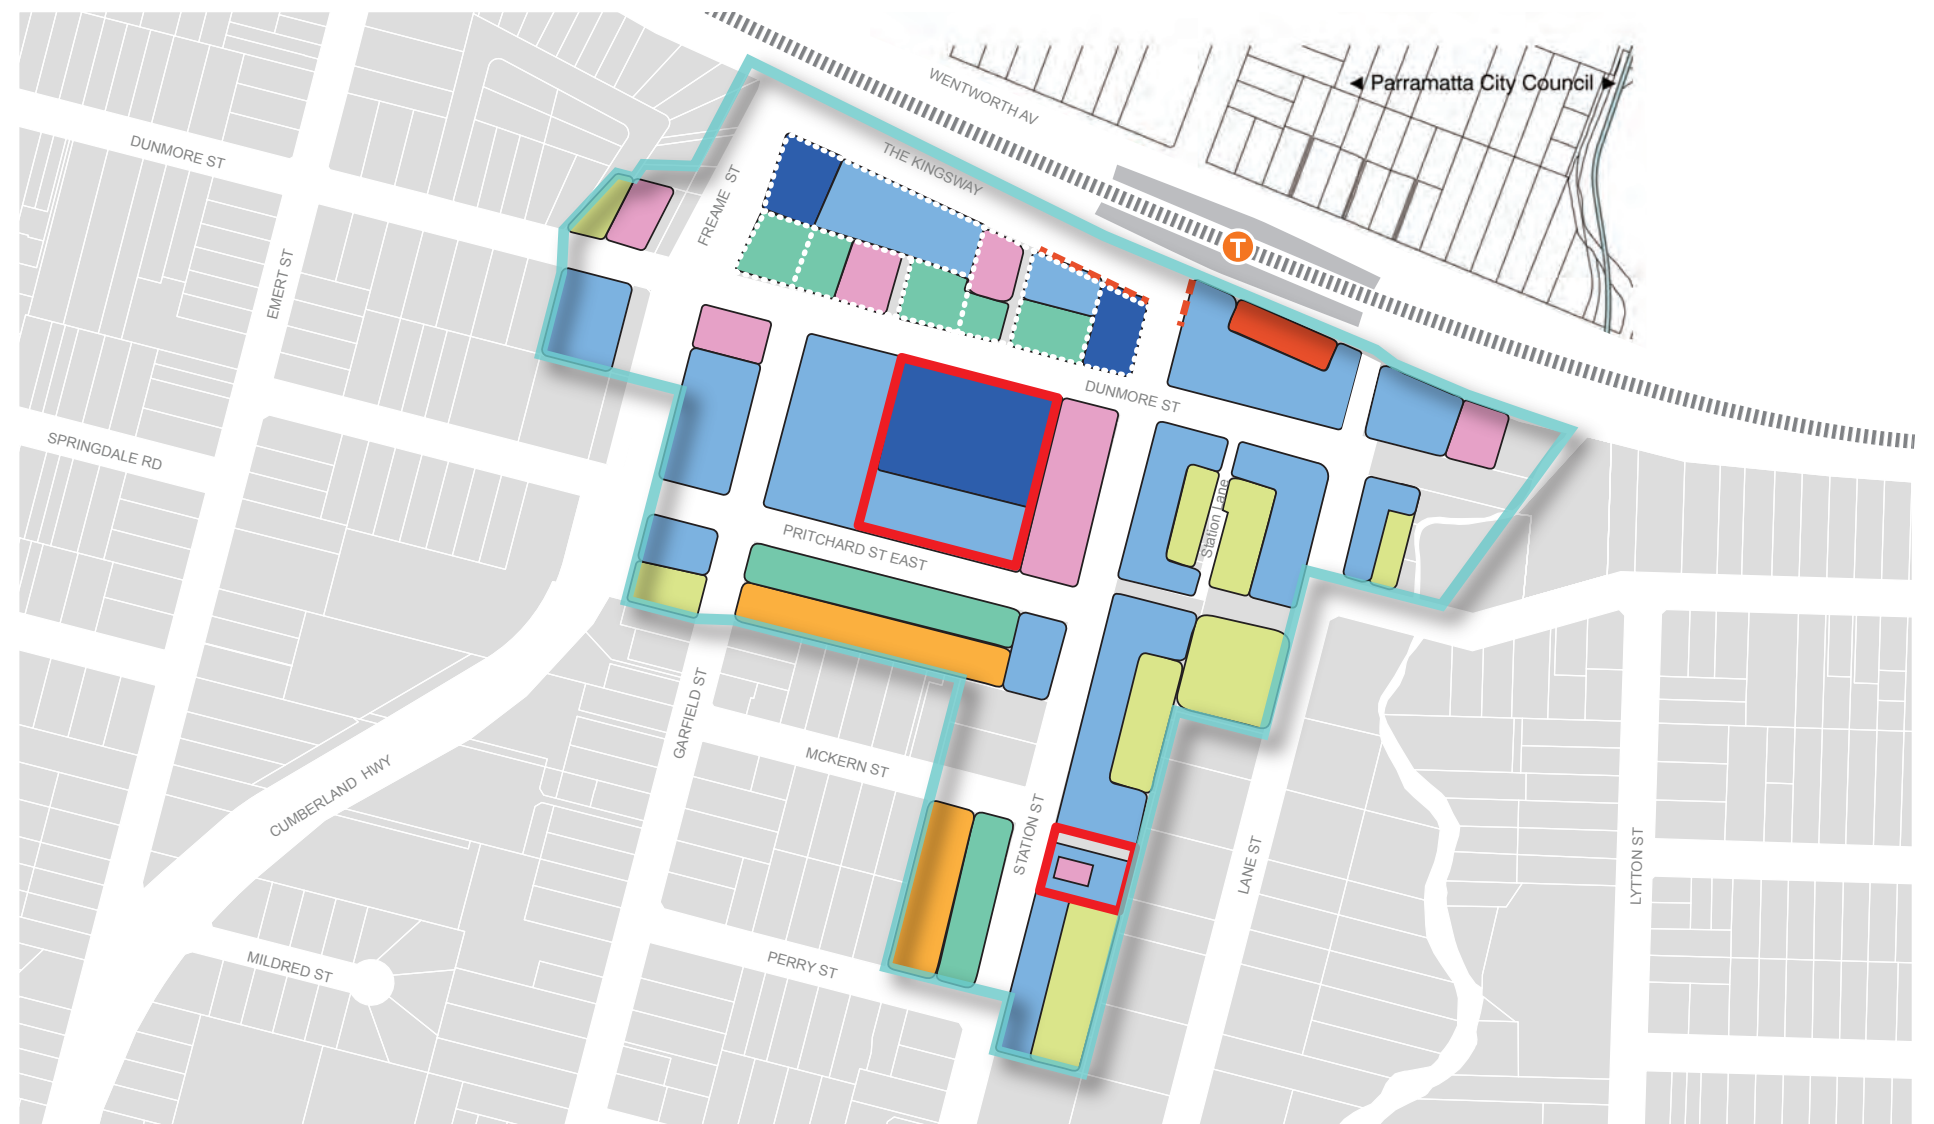 WENTWORTH AV
◄ Parramatta City Council ►
THE KINGSWAY
DUNMORE ST
FREAME ST
T
EMERT ST
DUNMORE ST
SPRINGDALE RD
Station Lane
PRITCHARD ST EAST
GARFIELD ST
MCKERN ST
CUMBERLAND HWY
STATION ST
LANE ST
LYTTON ST
MILDRED ST
PERRY ST